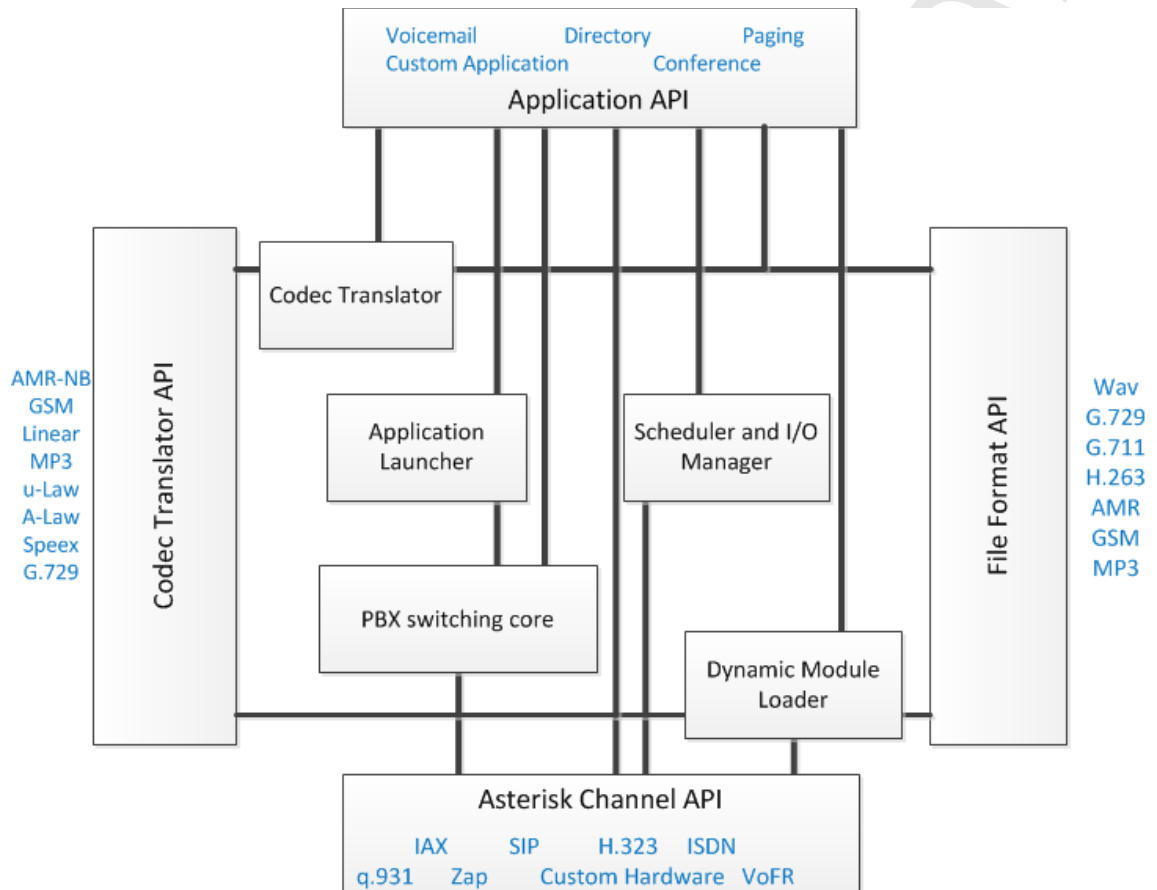 Voicemail Directory Paging
Custom Application Conference
Application API
Codec Translator
Codec Translator API
AMR-NB
GSM
Linear
MP3
u-Law
A-Law
Speex
G.729
Application
Launcher
Scheduler and I/O
Manager
File Format API
Wav
G.729
G.711
H.263
AMR
GSM
MP3
PBX switching core
Dynamic Module
Loader
Asterisk Channel API
IAX SIP H.323 ISDN
q.931 Zap Custom Hardware VoFR